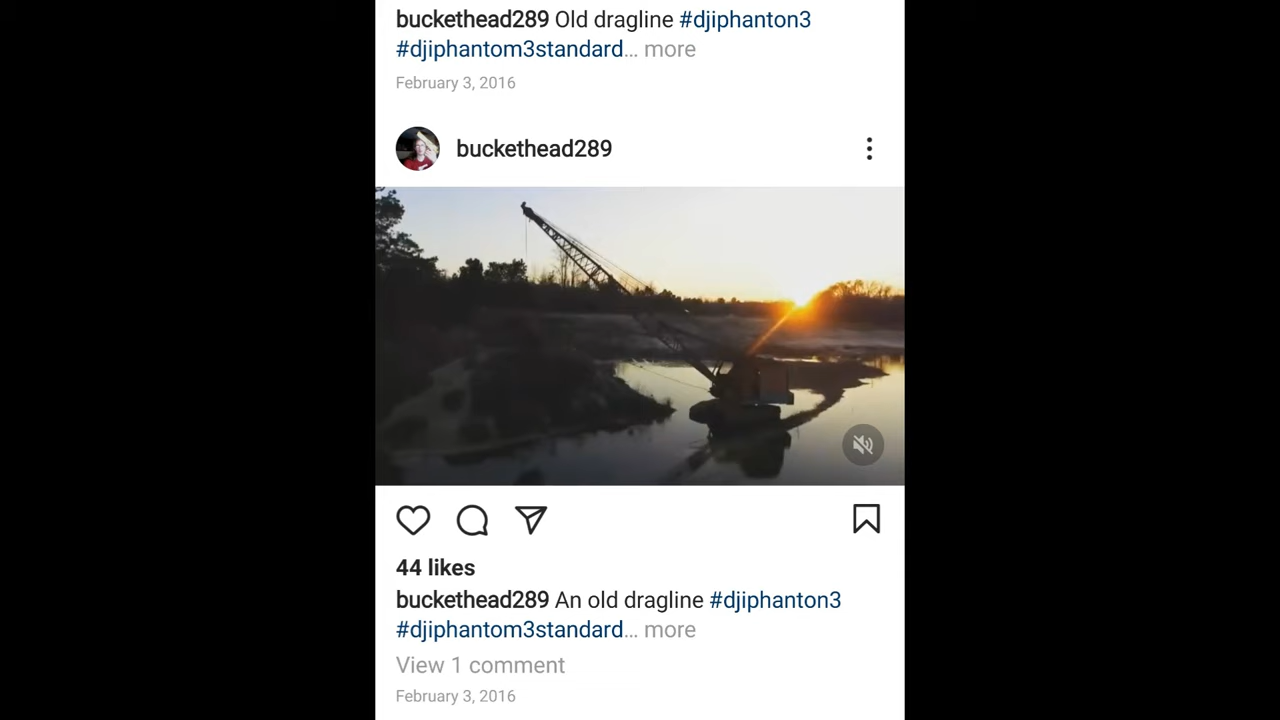 buckethead289 Old dragline #djiphanton3
#djiphantom3standard... more
February 3, 2016
buckethead289
44 likes
buckethead289 An old dragline #djiphanton3
#djiphantom3standard... more
View 1 comment
February 3, 2016